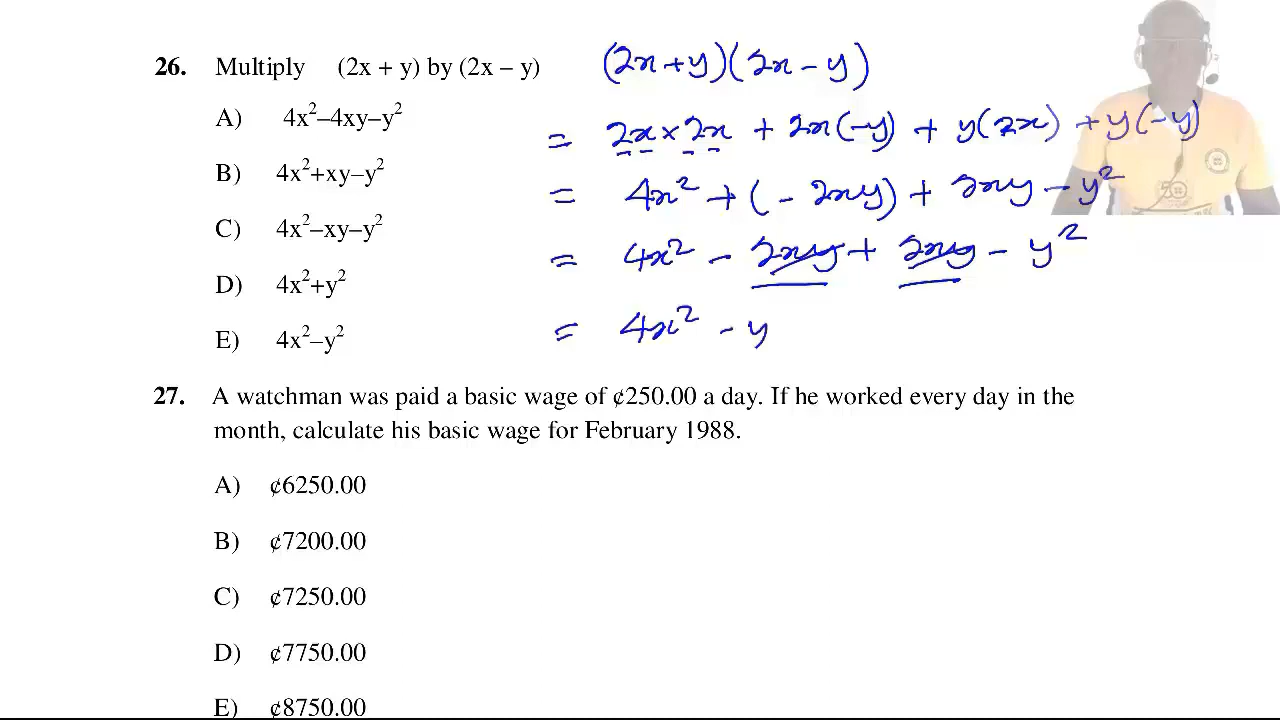 26. Multiply (2x + y) by (2x – y)
(2x+y)(2x-y)
A) 4x²–4xy–y²
= 2x × 2x + 2x(-y) + y(2x) + y(-y)
B) 4x²+xy–y²
= 4x² + (- 2xy) + 2xy - y²
C) 4x²–xy–y²
= 4x² - 2xy + 2xy - y²
D) 4x²+y²
E) 4x²–y²
= 4x² - y
27. A watchman was paid a basic wage of ¢250.00 a day. If he worked every day in the
month, calculate his basic wage for February 1988.
A) ¢6250.00
B) ¢7200.00
C) ¢7250.00
D) ¢7750.00
E) ¢8750.00